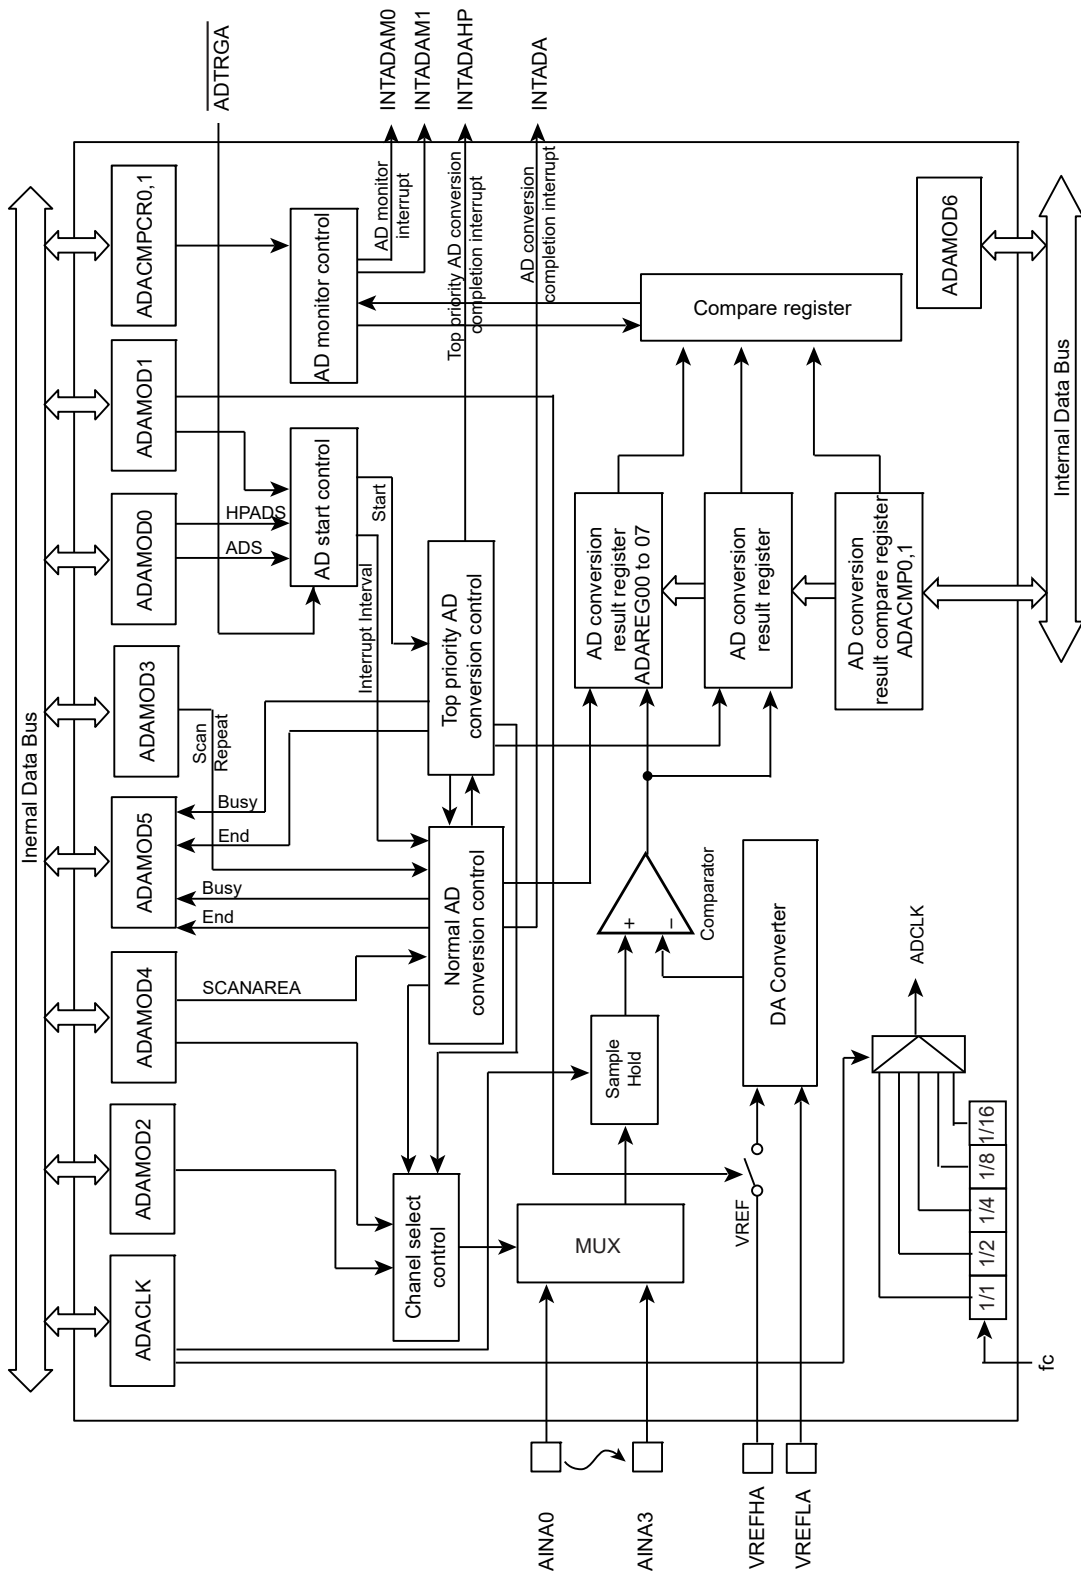 Inernal Data Bus
ADACLK
ADAMOD2
ADAMOD4
ADAMOD5
ADAMOD3
ADAMOD0
ADAMOD1
ADACMPCR0,1
ADTRGA
SCANAREA
End
Busy
End
Busy
Scan
Repeat
ADS
HPADS
Chanel select
control
Normal AD
conversion control
Top priority AD
conversion control
Interrupt Interval
Start
AD start control
AD monitor control
AD monitor
interrupt
INTADAM0
INTADAM1
Top priority AD conversion
completion interrupt
INTADAHP
AD conversion
completion interrupt
INTADA
AINA0
AINA3
MUX
Sample
Hold
+
−
Comparator
AD conversion
result register
ADAREG00 to 07
AD conversion
result register
AD conversion
result compare register
ADACMP0,1
Compare register
VREFHA
VREFLA
VREF
DA Converter
ADCLK
fc
1/1
1/2
1/4
1/8
1/16
ADAMOD6
Internal Data Bus